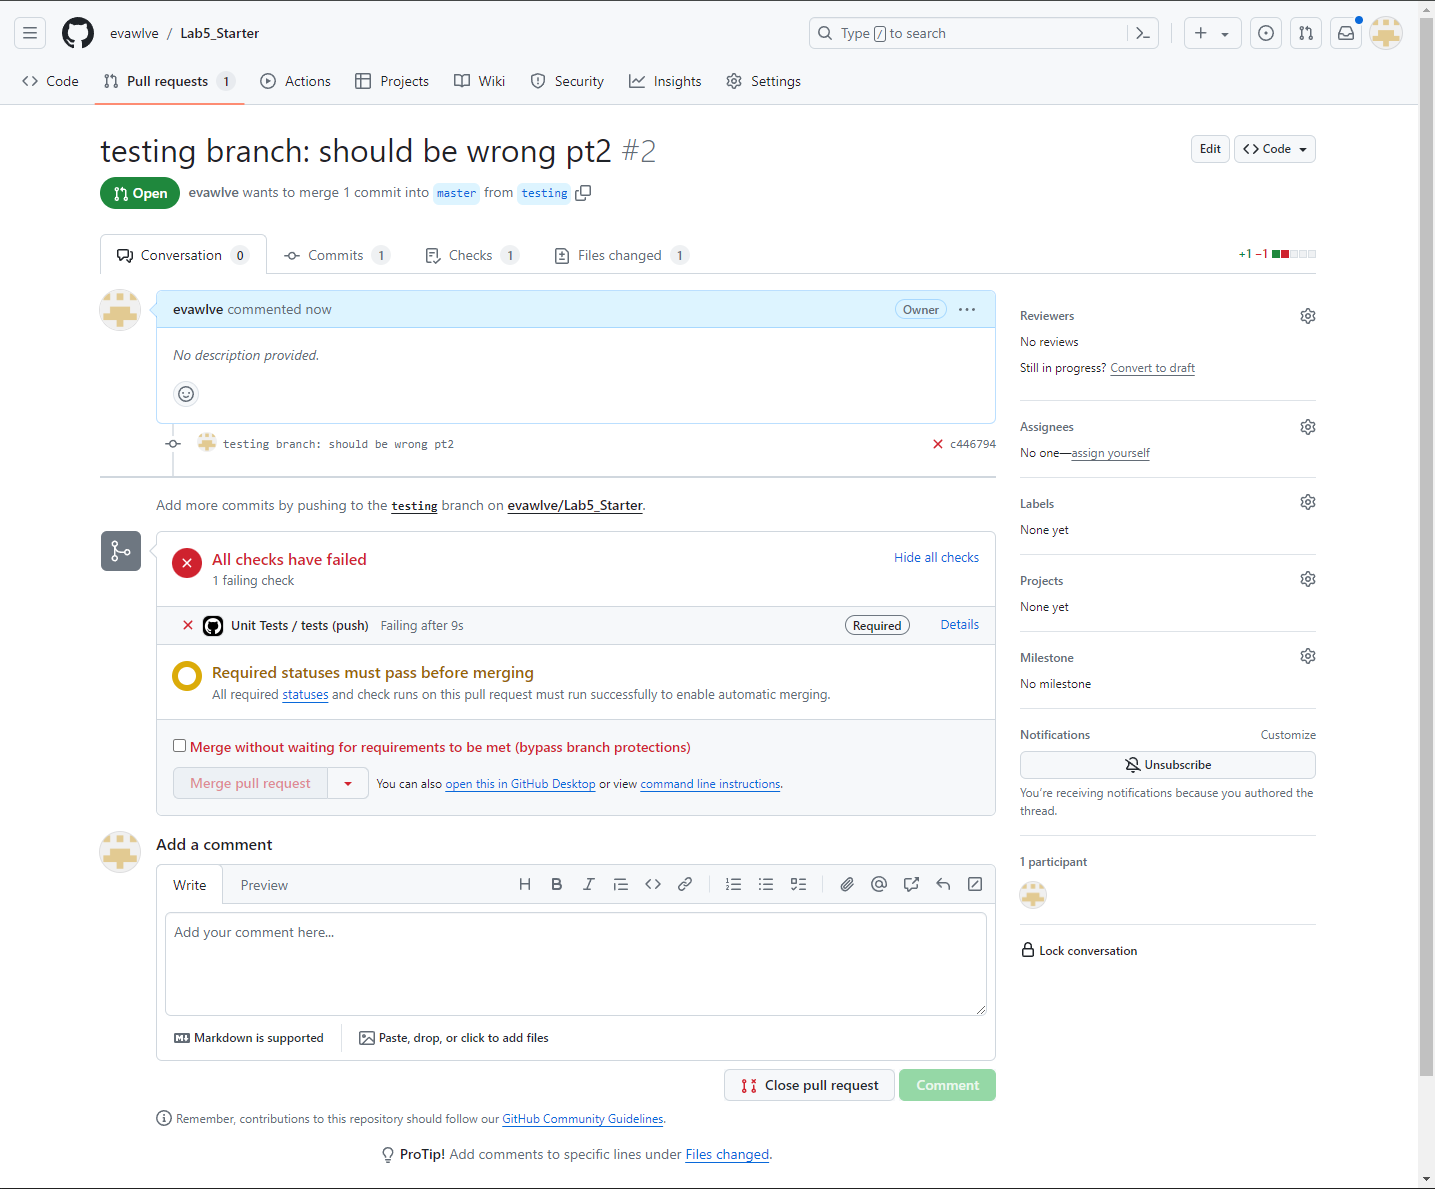 evawlve / Lab5_Starter
Type / to search
Code
Pull requests 1
Actions
Projects
Wiki
Security
Insights
Settings
testing branch: should be wrong pt2 #2
Edit
Code
Open
evawlve wants to merge 1 commit into master from testing
Conversation 0
Commits 1
Checks 1
Files changed 1
+1 −1
evawlve commented now
Owner
No description provided.
testing branch: should be wrong pt2
c446794
Add more commits by pushing to the testing branch on evawlve/Lab5_Starter.
All checks have failed
1 failing check
Hide all checks
Unit Tests / tests (push) Failing after 9s
Required
Details
Required statuses must pass before merging
All required statuses and check runs on this pull request must run successfully to enable automatic merging.
Merge without waiting for requirements to be met (bypass branch protections)
Merge pull request
You can also open this in GitHub Desktop or view command line instructions.
Add a comment
Write
Preview
Add your comment here...
Markdown is supported
Paste, drop, or click to add files
Close pull request
Comment
Remember, contributions to this repository should follow our GitHub Community Guidelines.
ProTip! Add comments to specific lines under Files changed.
Reviewers
No reviews
Still in progress? Convert to draft
Assignees
No one—assign yourself
Labels
None yet
Projects
None yet
Milestone
No milestone
Notifications
Customize
Unsubscribe
You're receiving notifications because you authored the
thread.
1 participant
Lock conversation